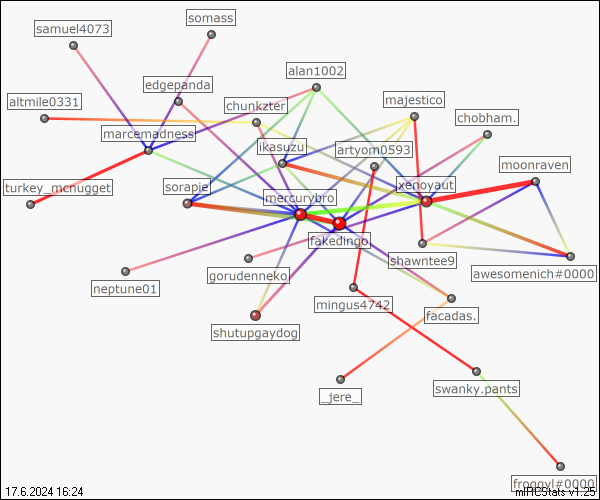 somass
samuel4073
alan1002
edgepanda
altmile0331
chunkzter
majestico
chobham.
marcemadness
ikasuzu
artyom0593
moonraven
turkey_mcnugget
sorapiel
xenoyaut
mercurybro
fakedingo
shawntee9
gorudenneko
awesomenich#0000
neptune01
mingus4742
facadas.
shutupgaydog
_jere_
swanky.pants
froggyl#0000
17.6.2024 16:24
mIRCStats v1.25